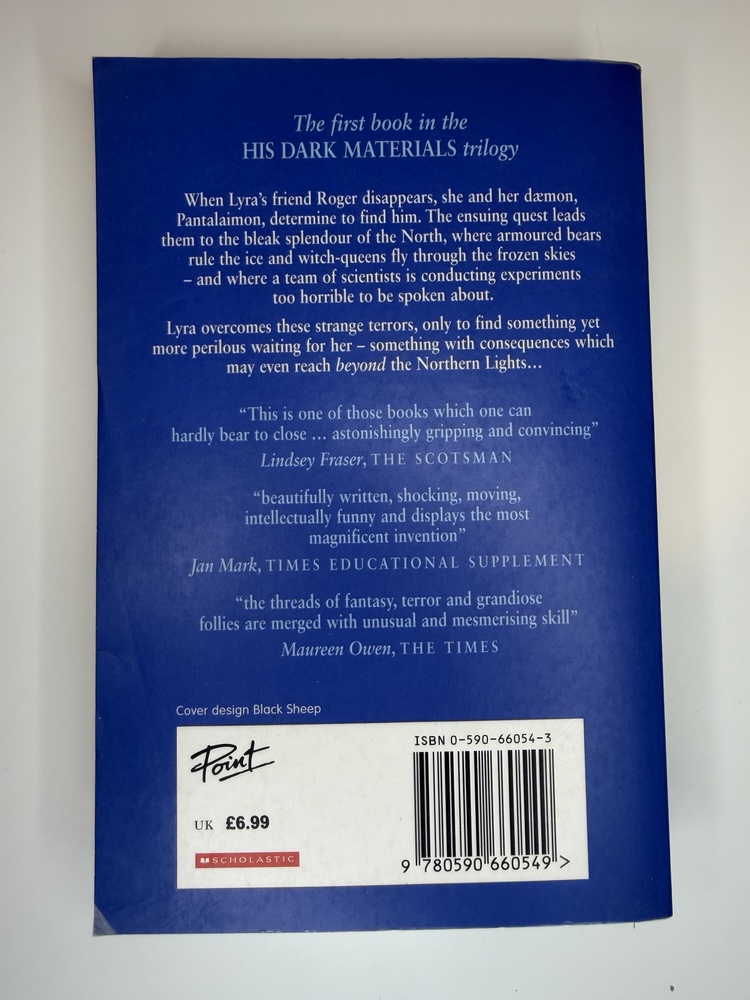 The first book in the
HIS DARK MATERIALS trilogy
When Lyra's friend Roger disappears, she and her dæmon,
Pantalaimon, determine to find him. The ensuing quest leads
them to the bleak splendour of the North, where armoured bears
rule the ice and witch-queens fly through the frozen skies
– and where a team of scientists is conducting experiments
too horrible to be spoken about.
Lyra overcomes these strange terrors, only to find something yet
more perilous waiting for her – something with consequences which
may even reach beyond the Northern Lights...
“This is one of those books which one can
hardly bear to close ... astonishingly gripping and convincing”
Lindsey Fraser, THE SCOTSMAN
“beautifully written, shocking, moving,
intellectually funny and displays the most
magnificent invention”
Jan Mark, TIMES EDUCATIONAL SUPPLEMENT
“the threads of fantasy, terror and grandiose
follies are merged with unusual and mesmerising skill”
Maureen Owen, THE TIMES
Cover design Black Sheep
Point
UK £6.99
SCHOLASTIC
ISBN 0-590-66054-3
9 780590 660549 >